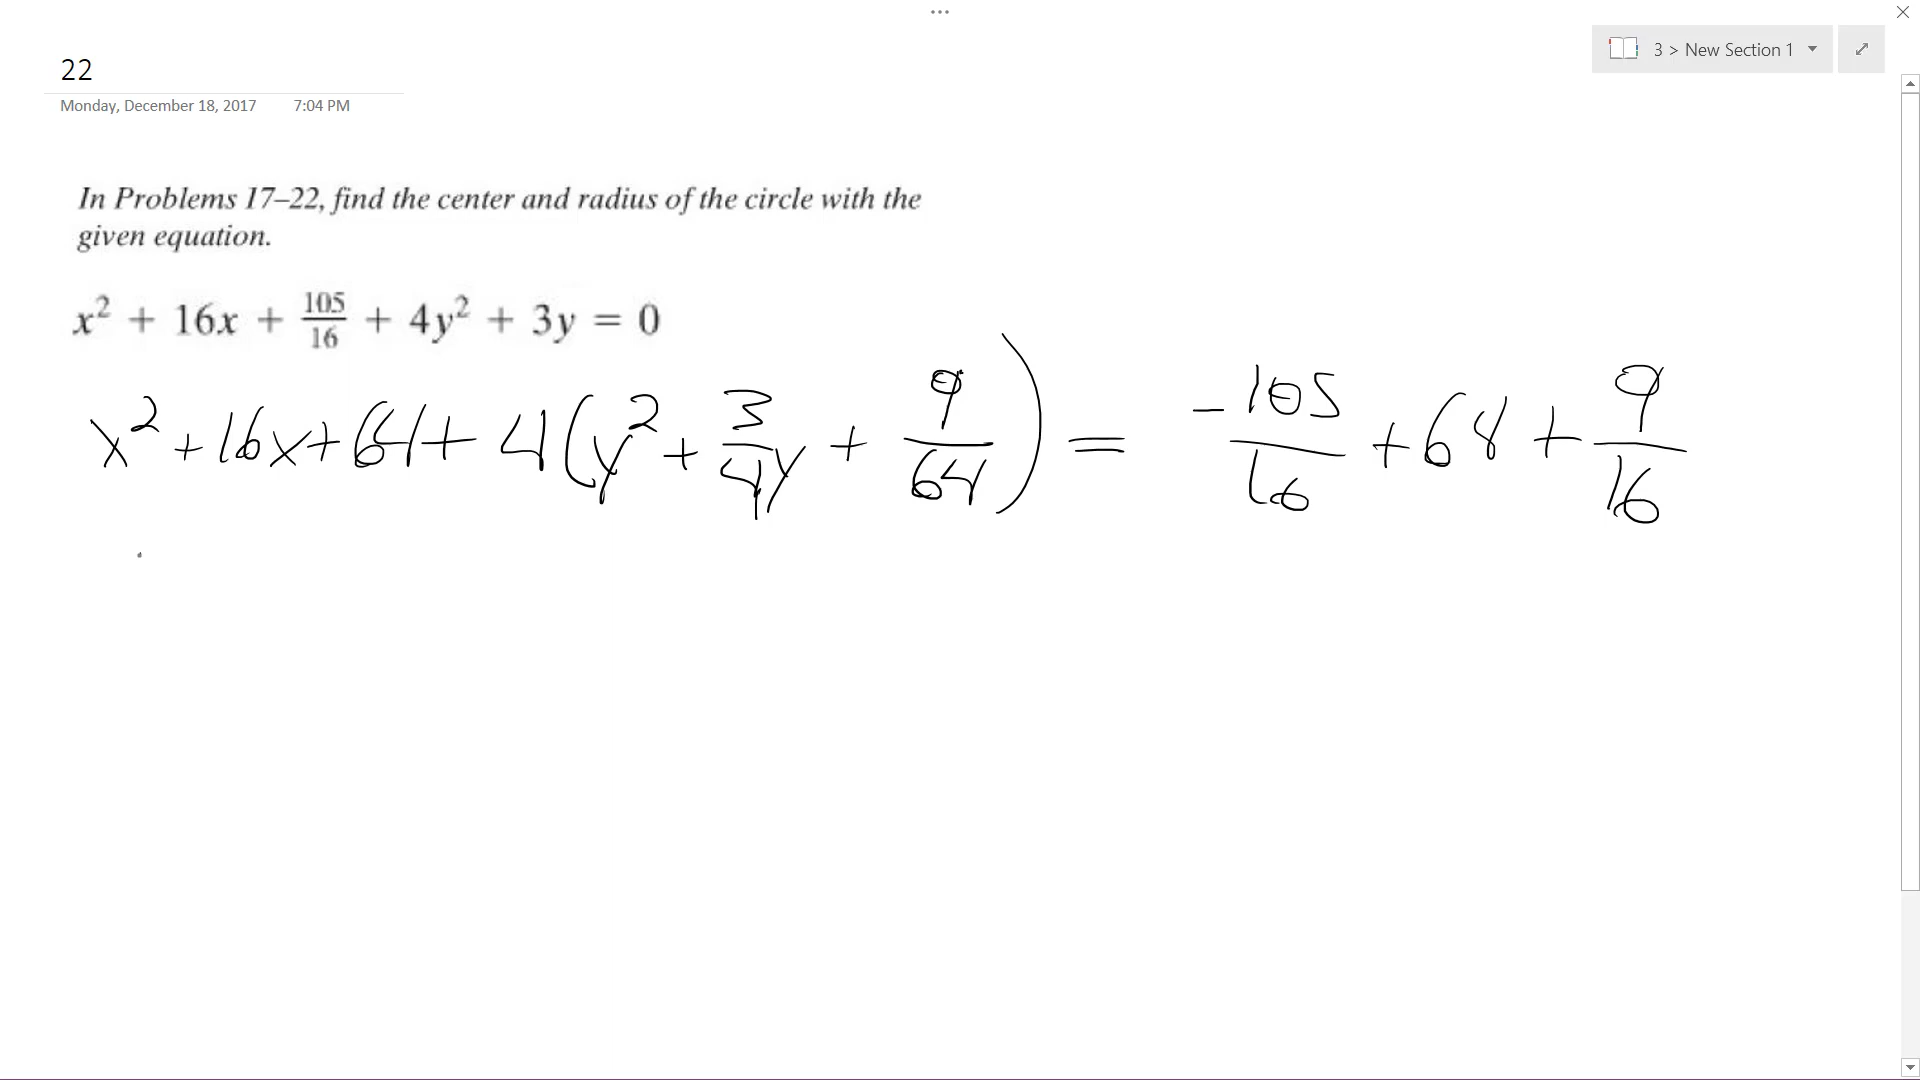 ...
3 > New Section 1
22
Monday, December 18, 2017 7:04 PM
In Problems 17–22, find the center and radius of the circle with the
given equation.
x² + 16x + 105/16 + 4y² + 3y = 0
x² + 16x + 64 + 4(y² + 3/4 y + 9/64) = -105/16 + 64 + 9/16